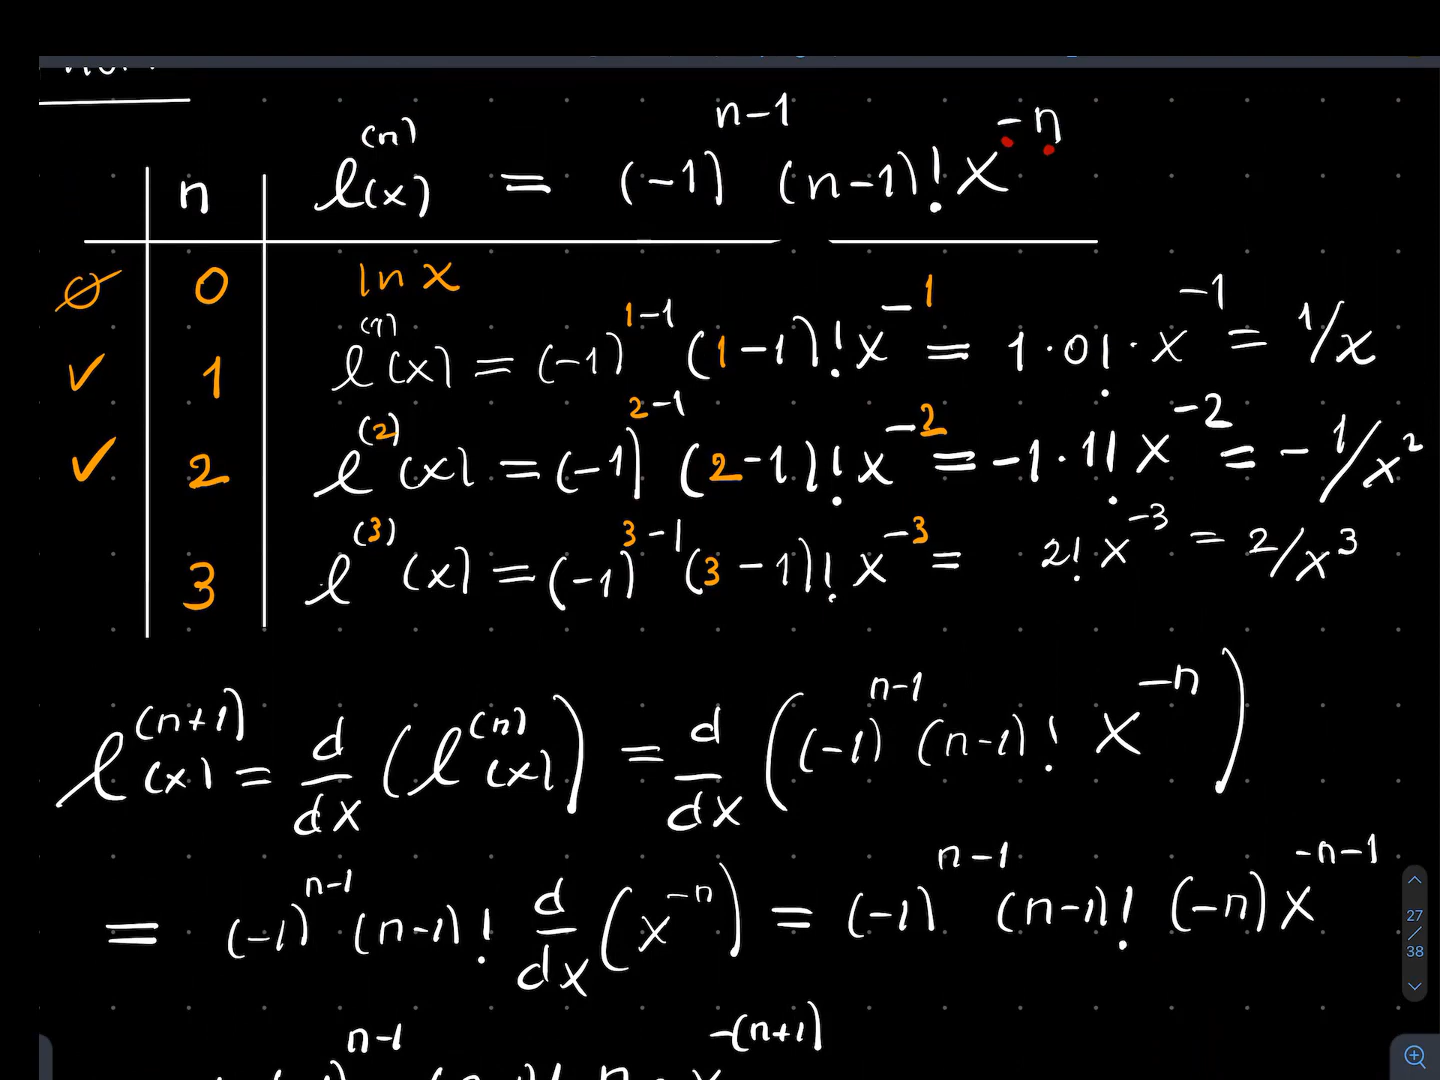 n ℓ^(n)(x) = (-1)^n-1 (n-1)! x^-n
∅ 0 ln x
✓ 1 ℓ^(1)(x) = (-1)^1-1 (1-1)! x^-1 = 1·0!·x^-1 = 1/x
✓ 2 ℓ^(2)(x) = (-1)^2-1 (2-1)! x^-2 = -1·1! x^-2 = -1/x^2
3 ℓ^(3)(x) = (-1)^3-1 (3-1)! x^-3 = 2! x^-3 = 2/x^3
ℓ^(n+1)(x) = d/dx (ℓ^(n)(x)) = d/dx ((-1)^n-1 (n-1)! x^-n)
= (-1)^n-1 (n-1)! d/dx (x^-n) = (-1)^n-1 (n-1)! (-n) x^-n-1
n-1 -(n+1)
27 / 38